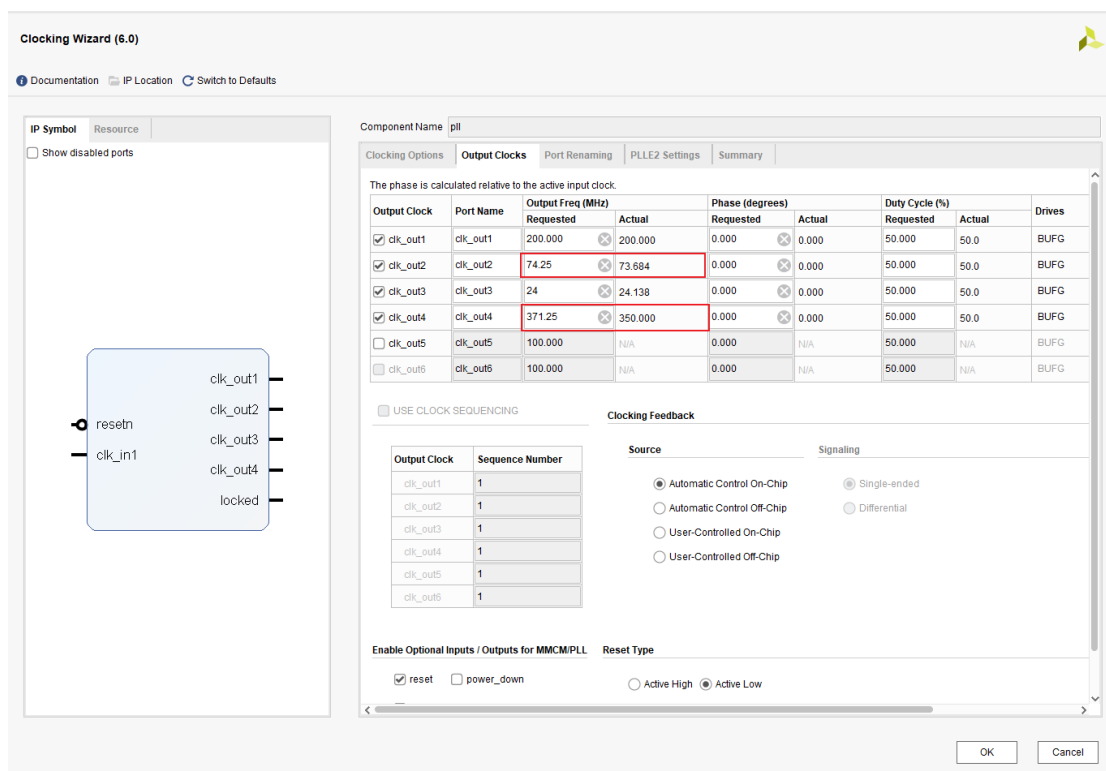 Clocking Wizard (6.0)
Documentation IP Location Switch to Defaults
IP Symbol Resource
Show disabled ports
resetn
clk_in1
clk_out1
clk_out2
clk_out3
clk_out4
locked
Component Name pll
Clocking Options Output Clocks Port Renaming PLLE2 Settings Summary
The phase is calculated relative to the active input clock.
Output Clock Port Name Output Freq (MHz) Phase (degrees) Duty Cycle (%) Drives
Requested Actual Requested Actual Requested Actual
clk_out1 clk_out1 200.000 200.000 0.000 0.000 50.000 50.0 BUFG
clk_out2 clk_out2 74.25 73.684 0.000 0.000 50.000 50.0 BUFG
clk_out3 clk_out3 24 24.138 0.000 0.000 50.000 50.0 BUFG
clk_out4 clk_out4 371.25 350.000 0.000 0.000 50.000 50.0 BUFG
clk_out5 clk_out5 100.000 N/A 0.000 N/A 50.000 N/A BUFG
clk_out6 clk_out6 100.000 N/A 0.000 N/A 50.000 N/A BUFG
USE CLOCK SEQUENCING
Output Clock Sequence Number
clk_out1 1
clk_out2 1
clk_out3 1
clk_out4 1
clk_out5 1
clk_out6 1
Clocking Feedback
Source Signaling
Automatic Control On-Chip Single-ended
Automatic Control Off-Chip Differential
User-Controlled On-Chip
User-Controlled Off-Chip
Enable Optional Inputs / Outputs for MMCM/PLL Reset Type
reset power_down Active High Active Low
OK Cancel